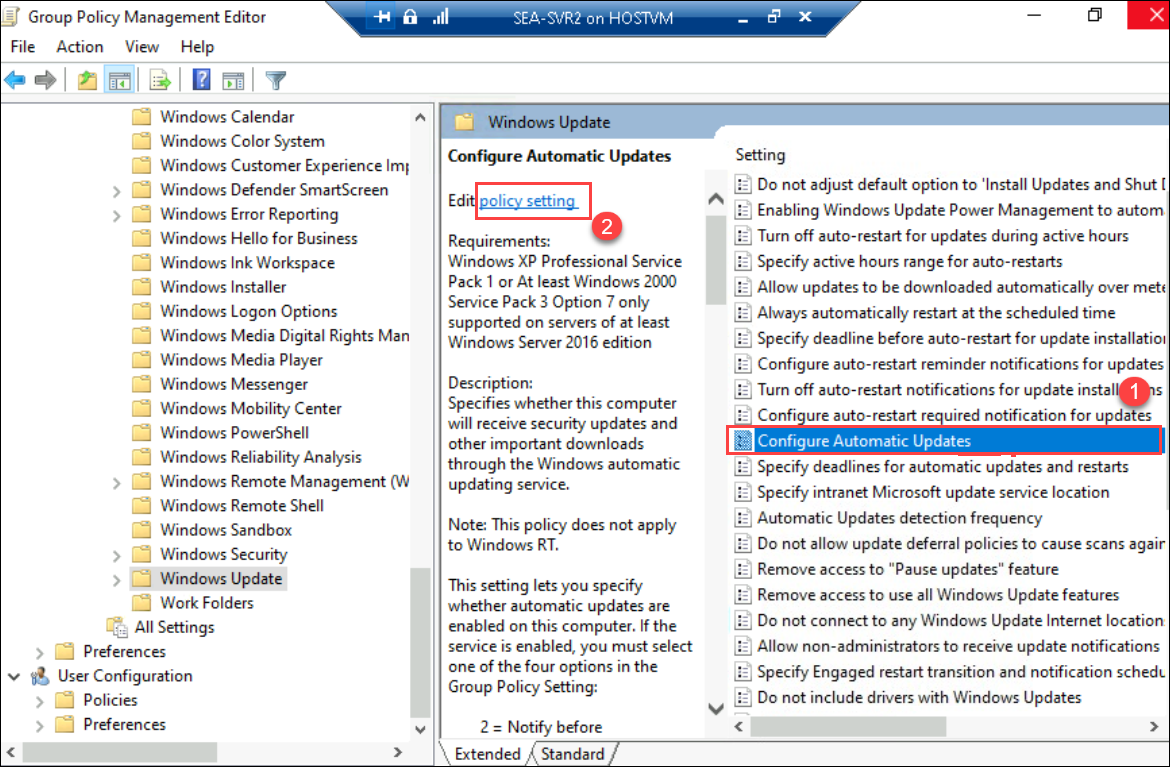 Group Policy Management Editor
SEA-SVR2 on HOSTVM
File Action View Help
Windows Calendar
Windows Color System
Windows Customer Experience Imp
Windows Defender SmartScreen
Windows Error Reporting
Windows Hello for Business
Windows Ink Workspace
Windows Installer
Windows Logon Options
Windows Media Digital Rights Man
Windows Media Player
Windows Messenger
Windows Mobility Center
Windows PowerShell
Windows Reliability Analysis
Windows Remote Management (W
Windows Remote Shell
Windows Sandbox
Windows Security
Windows Update
Work Folders
All Settings
Preferences
User Configuration
Policies
Preferences
Windows Update
Configure Automatic Updates
Edit policy setting
2
Requirements:
Windows XP Professional Service
Pack 1 or At least Windows 2000
Service Pack 3 Option 7 only
supported on servers of at least
Windows Server 2016 edition
Description:
Specifies whether this computer
will receive security updates and
other important downloads
through the Windows automatic
updating service.
Note: This policy does not apply
to Windows RT.
This setting lets you specify
whether automatic updates are
enabled on this computer. If the
service is enabled, you must select
one of the four options in the
Group Policy Setting:
2 = Notify before
Setting
Do not adjust default option to 'Install Updates and Shut D
Enabling Windows Update Power Management to autom
Turn off auto-restart for updates during active hours
Specify active hours range for auto-restarts
Allow updates to be downloaded automatically over mete
Always automatically restart at the scheduled time
Specify deadline before auto-restart for update installation
Configure auto-restart reminder notifications for updates
Turn off auto-restart notifications for update install ns
1
Configure auto-restart required notification for updates
Configure Automatic Updates
Specify deadlines for automatic updates and restarts
Specify intranet Microsoft update service location
Automatic Updates detection frequency
Do not allow update deferral policies to cause scans again
Remove access to "Pause updates" feature
Remove access to use all Windows Update features
Do not connect to any Windows Update Internet locations
Allow non-administrators to receive update notifications
Specify Engaged restart transition and notification schedu
Do not include drivers with Windows Updates
Extended Standard